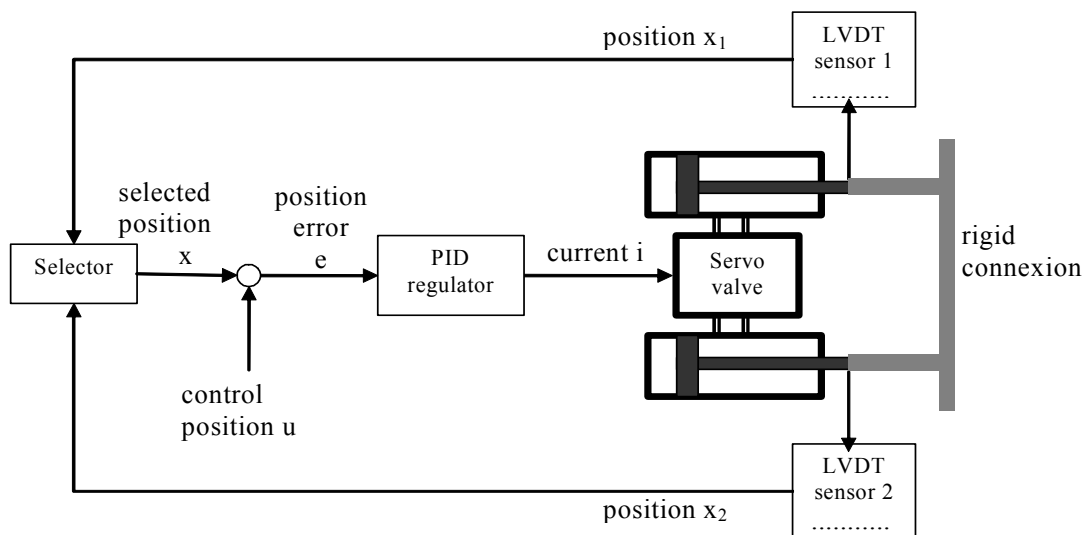 position x₁
LVDT
sensor 1
...........
selected
position
x
position
error
e
Selector
PID
regulator
current i
Servo
valve
rigid
connexion
control
position u
LVDT
sensor 2
...........
position x₂